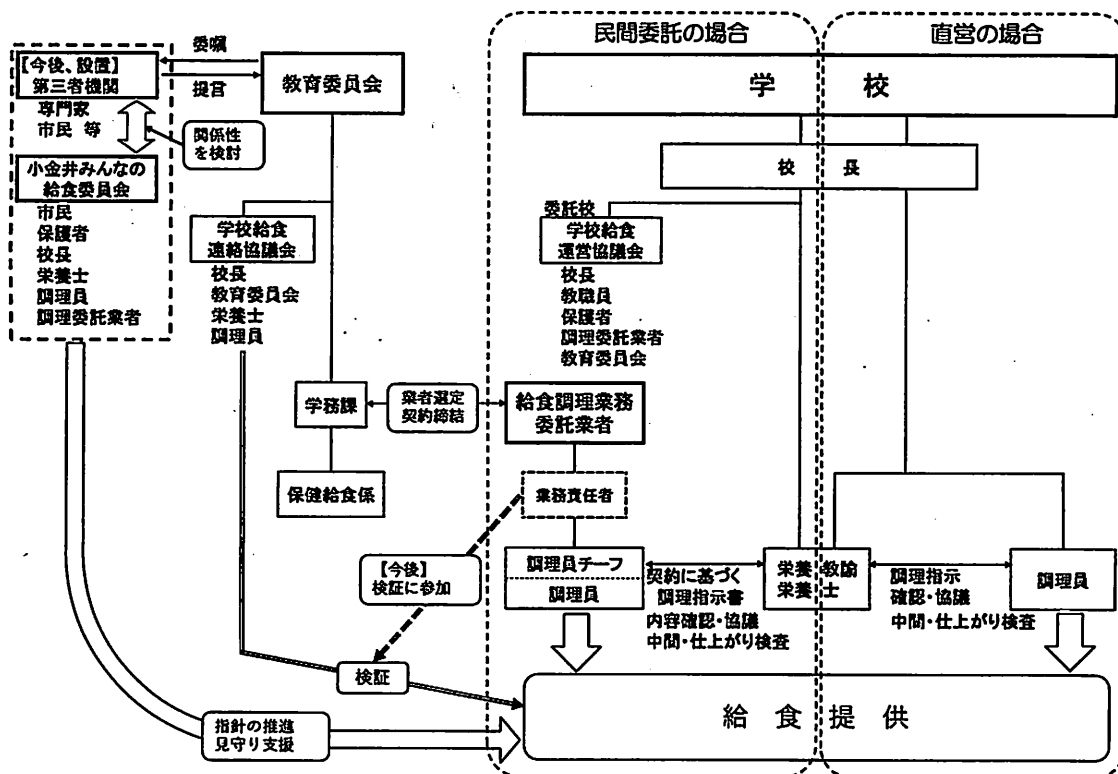 民間委託の場合
直営の場合
委嘱
提言
【今後、設置】
第三者機関
専門家
市民 等
関係性
を検討
小金井みんなの
給食委員会
市民
保護者
校長
栄養士
調理員
調理委託業者
教育委員会
学校給食
連絡協議会
校長
教育委員会
栄養士
調理員
学務課
業者選定
契約締結
保健給食係
学 校
校 長
委託校
学校給食
運営協議会
校長
教職員
保護者
調理委託業者
教育委員会
給食調理業務
委託業者
業務責任者
【今後】
検証に参加
調理員チーフ
調理員
契約に基づく
調理指示書
内容確認・協議
中間・仕上がり検査
栄養教諭
栄養士
調理指示
確認・協議
中間・仕上がり検査
調理員
検証
指針の推進
見守り支援
給食提供